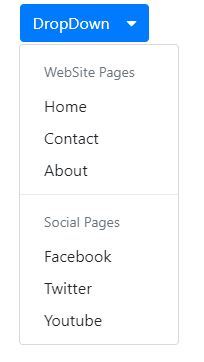 DropDown
WebSite Pages
Home
Contact
About
Social Pages
Facebook
Twitter
Youtube